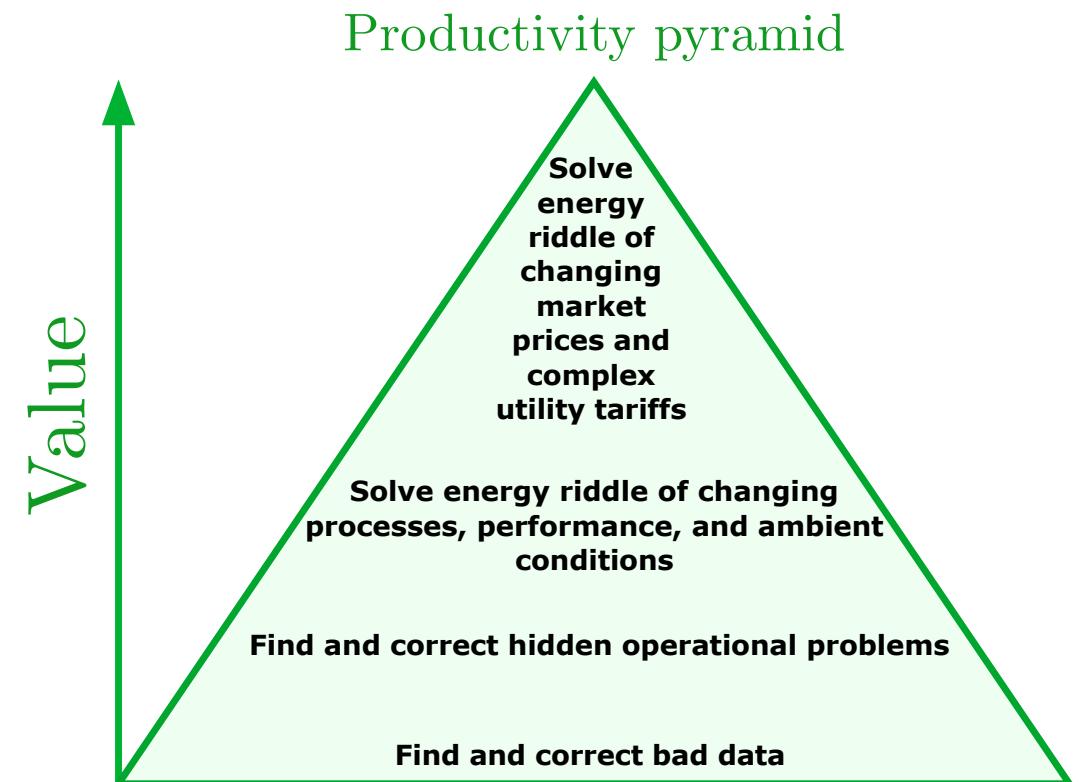 Productivity pyramid
Value
Solve
energy
riddle of
changing
market
prices and
complex
utility tariffs
Solve energy riddle of changing
processes, performance, and ambient
conditions
Find and correct hidden operational problems
Find and correct bad data